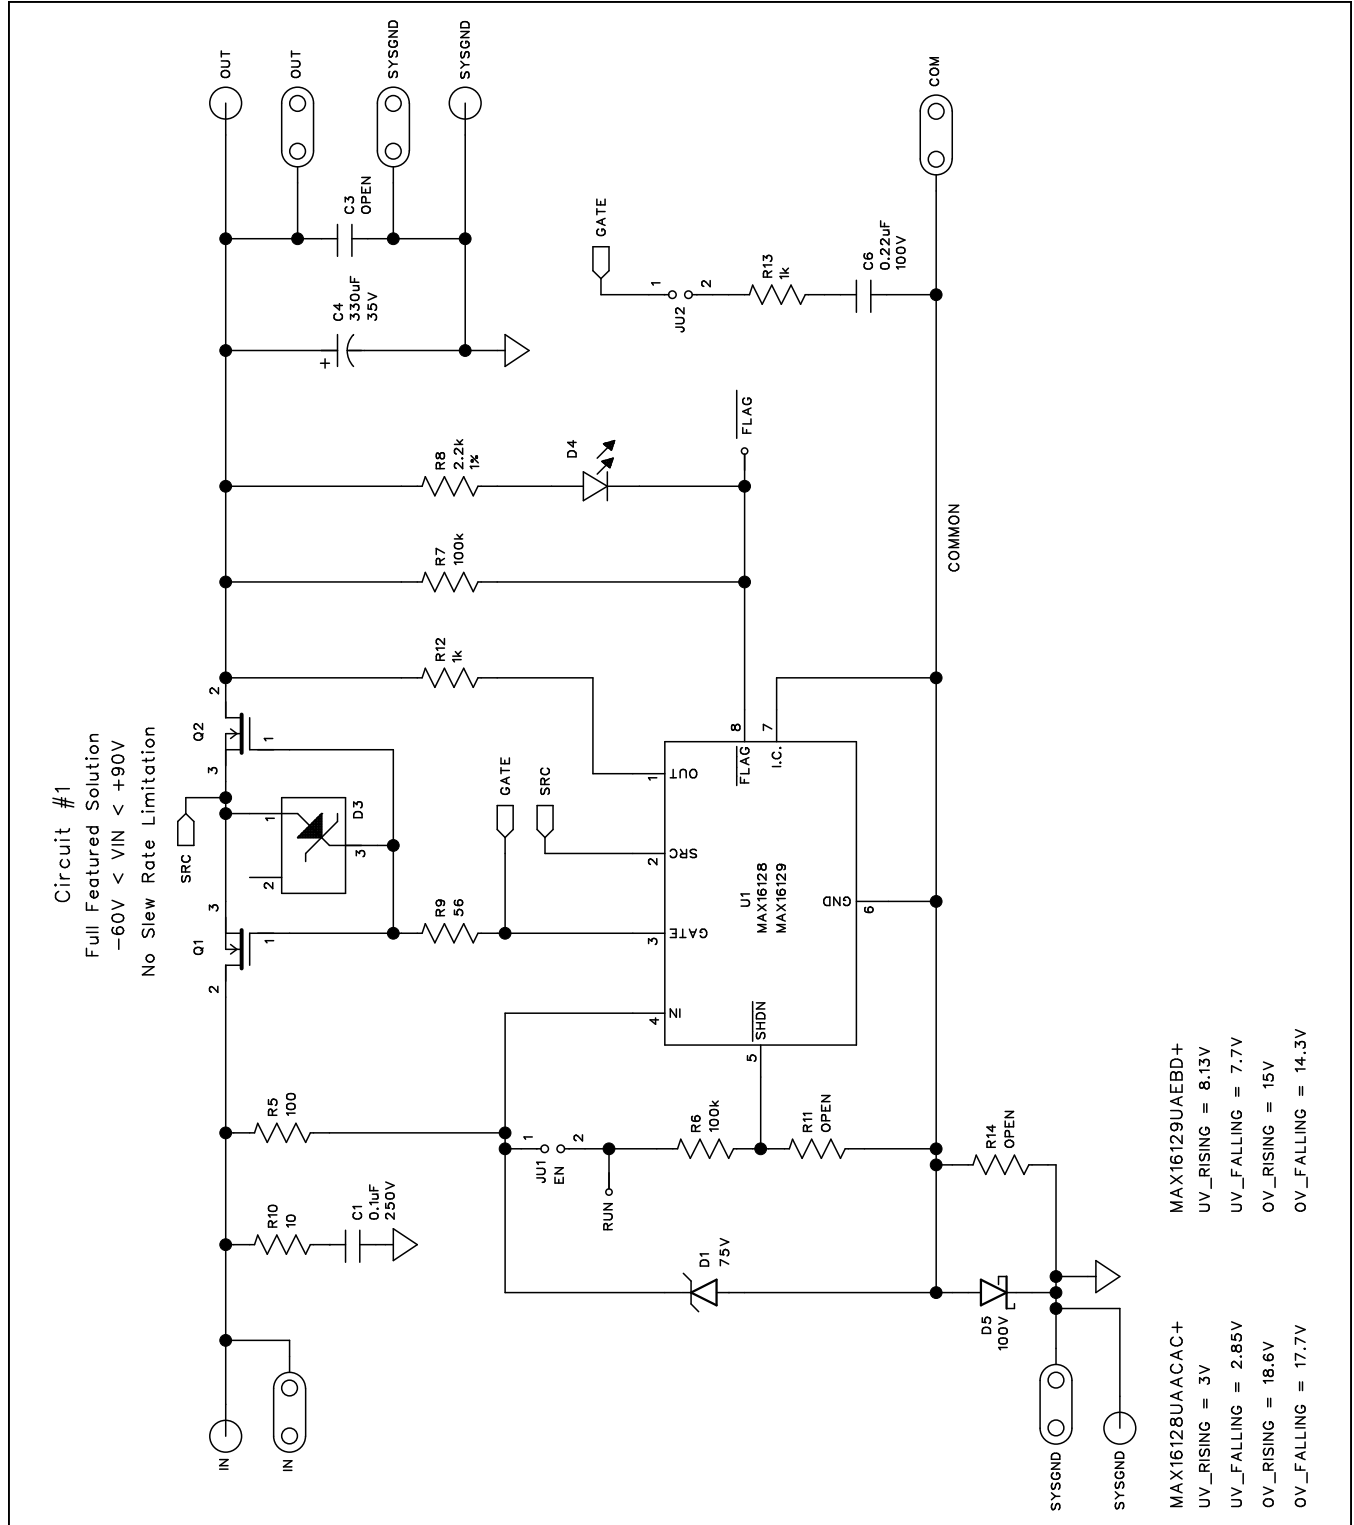 Circuit #1
Full Featured Solution
−60V < VIN < +90V
No Slew Rate Limitation
IN
IN
R10
10
C1
0.1uF
250V
R5
100
Q1
2
3
1
SRC
D3
1
2
3
Q2
3
2
1
R9
56
GATE
SRC
R12
1k
R7
100k
R8
2.2k
1%
D4
FLAG
C4
330uF
35V
+
C3
OPEN
OUT
OUT
SYSGND
SYSGND
GATE
JU2
1
2
R13
1k
C6
0.22uF
100V
COM
COMMON
U1
MAX16128
MAX16129
IN
4
GATE
3
SRC
2
OUT
1
SHDN
5
GND
6
FLAG
8
I.C.
7
JU1
EN
1
2
RUN
R6
100k
R11
OPEN
R14
OPEN
D1
75V
D5
100V
SYSGND
SYSGND
MAX16128UAACAC+
UV_RISING = 3V
UV_FALLING = 2.85V
OV_RISING = 18.6V
OV_FALLING = 17.7V
MAX16129UAEBD+
UV_RISING = 8.13V
UV_FALLING = 7.7V
OV_RISING = 15V
OV_FALLING = 14.3V